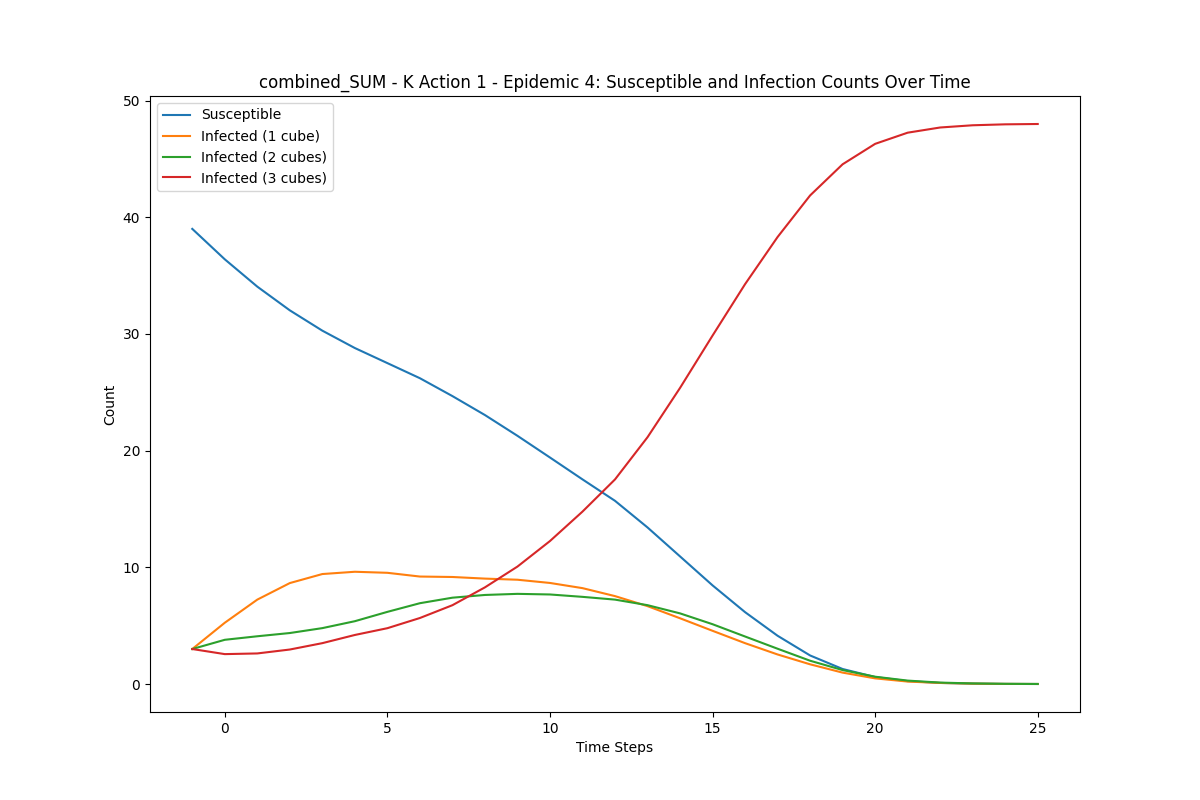 combined_SUM - K Action 1 - Epidemic 4: Susceptible and Infection Counts Over Time
50
40
30
20
10
0
Count
Susceptible
Infected (1 cube)
Infected (2 cubes)
Infected (3 cubes)
0 5 10 15 20 25
Time Steps